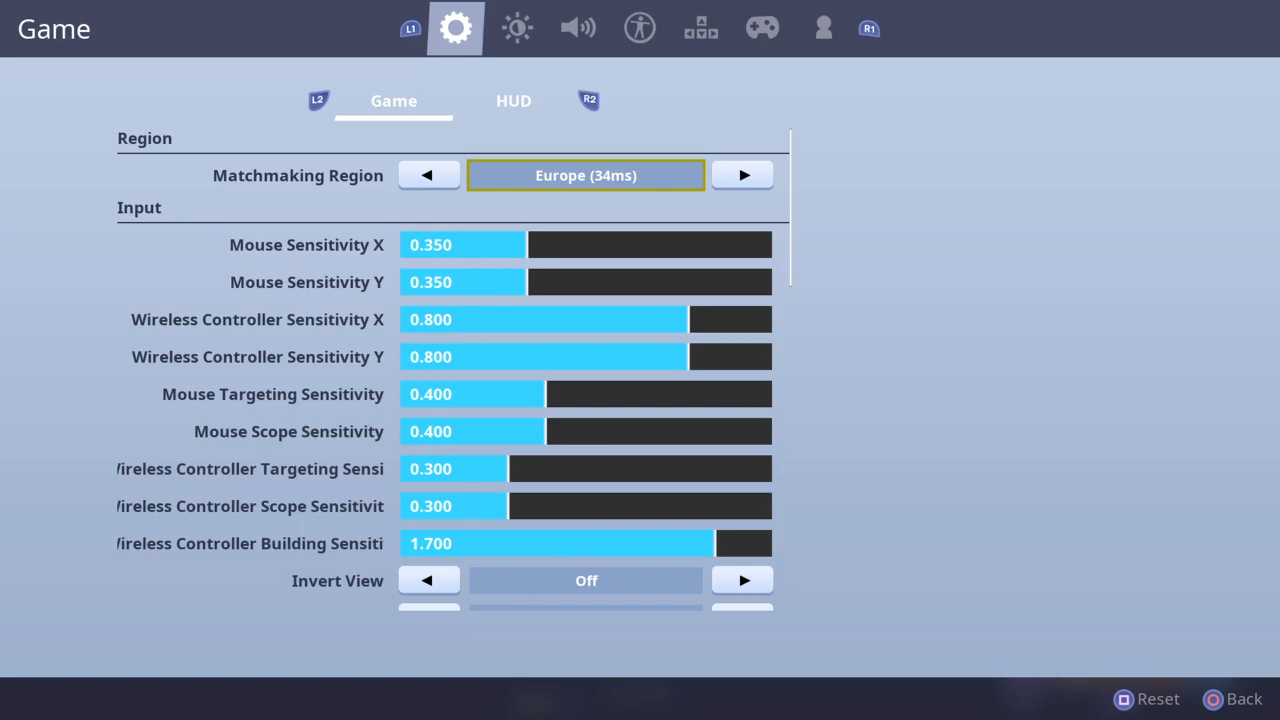 Game
L1
R1
L2
Game
HUD
R2
Region
Matchmaking Region
Europe (34ms)
Input
Mouse Sensitivity X
0.350
Mouse Sensitivity Y
0.350
Wireless Controller Sensitivity X
0.800
Wireless Controller Sensitivity Y
0.800
Mouse Targeting Sensitivity
0.400
Mouse Scope Sensitivity
0.400
ireless Controller Targeting Sensi
0.300
ireless Controller Scope Sensitivit
0.300
ireless Controller Building Sensiti
1.700
Invert View
Off
Reset
Back